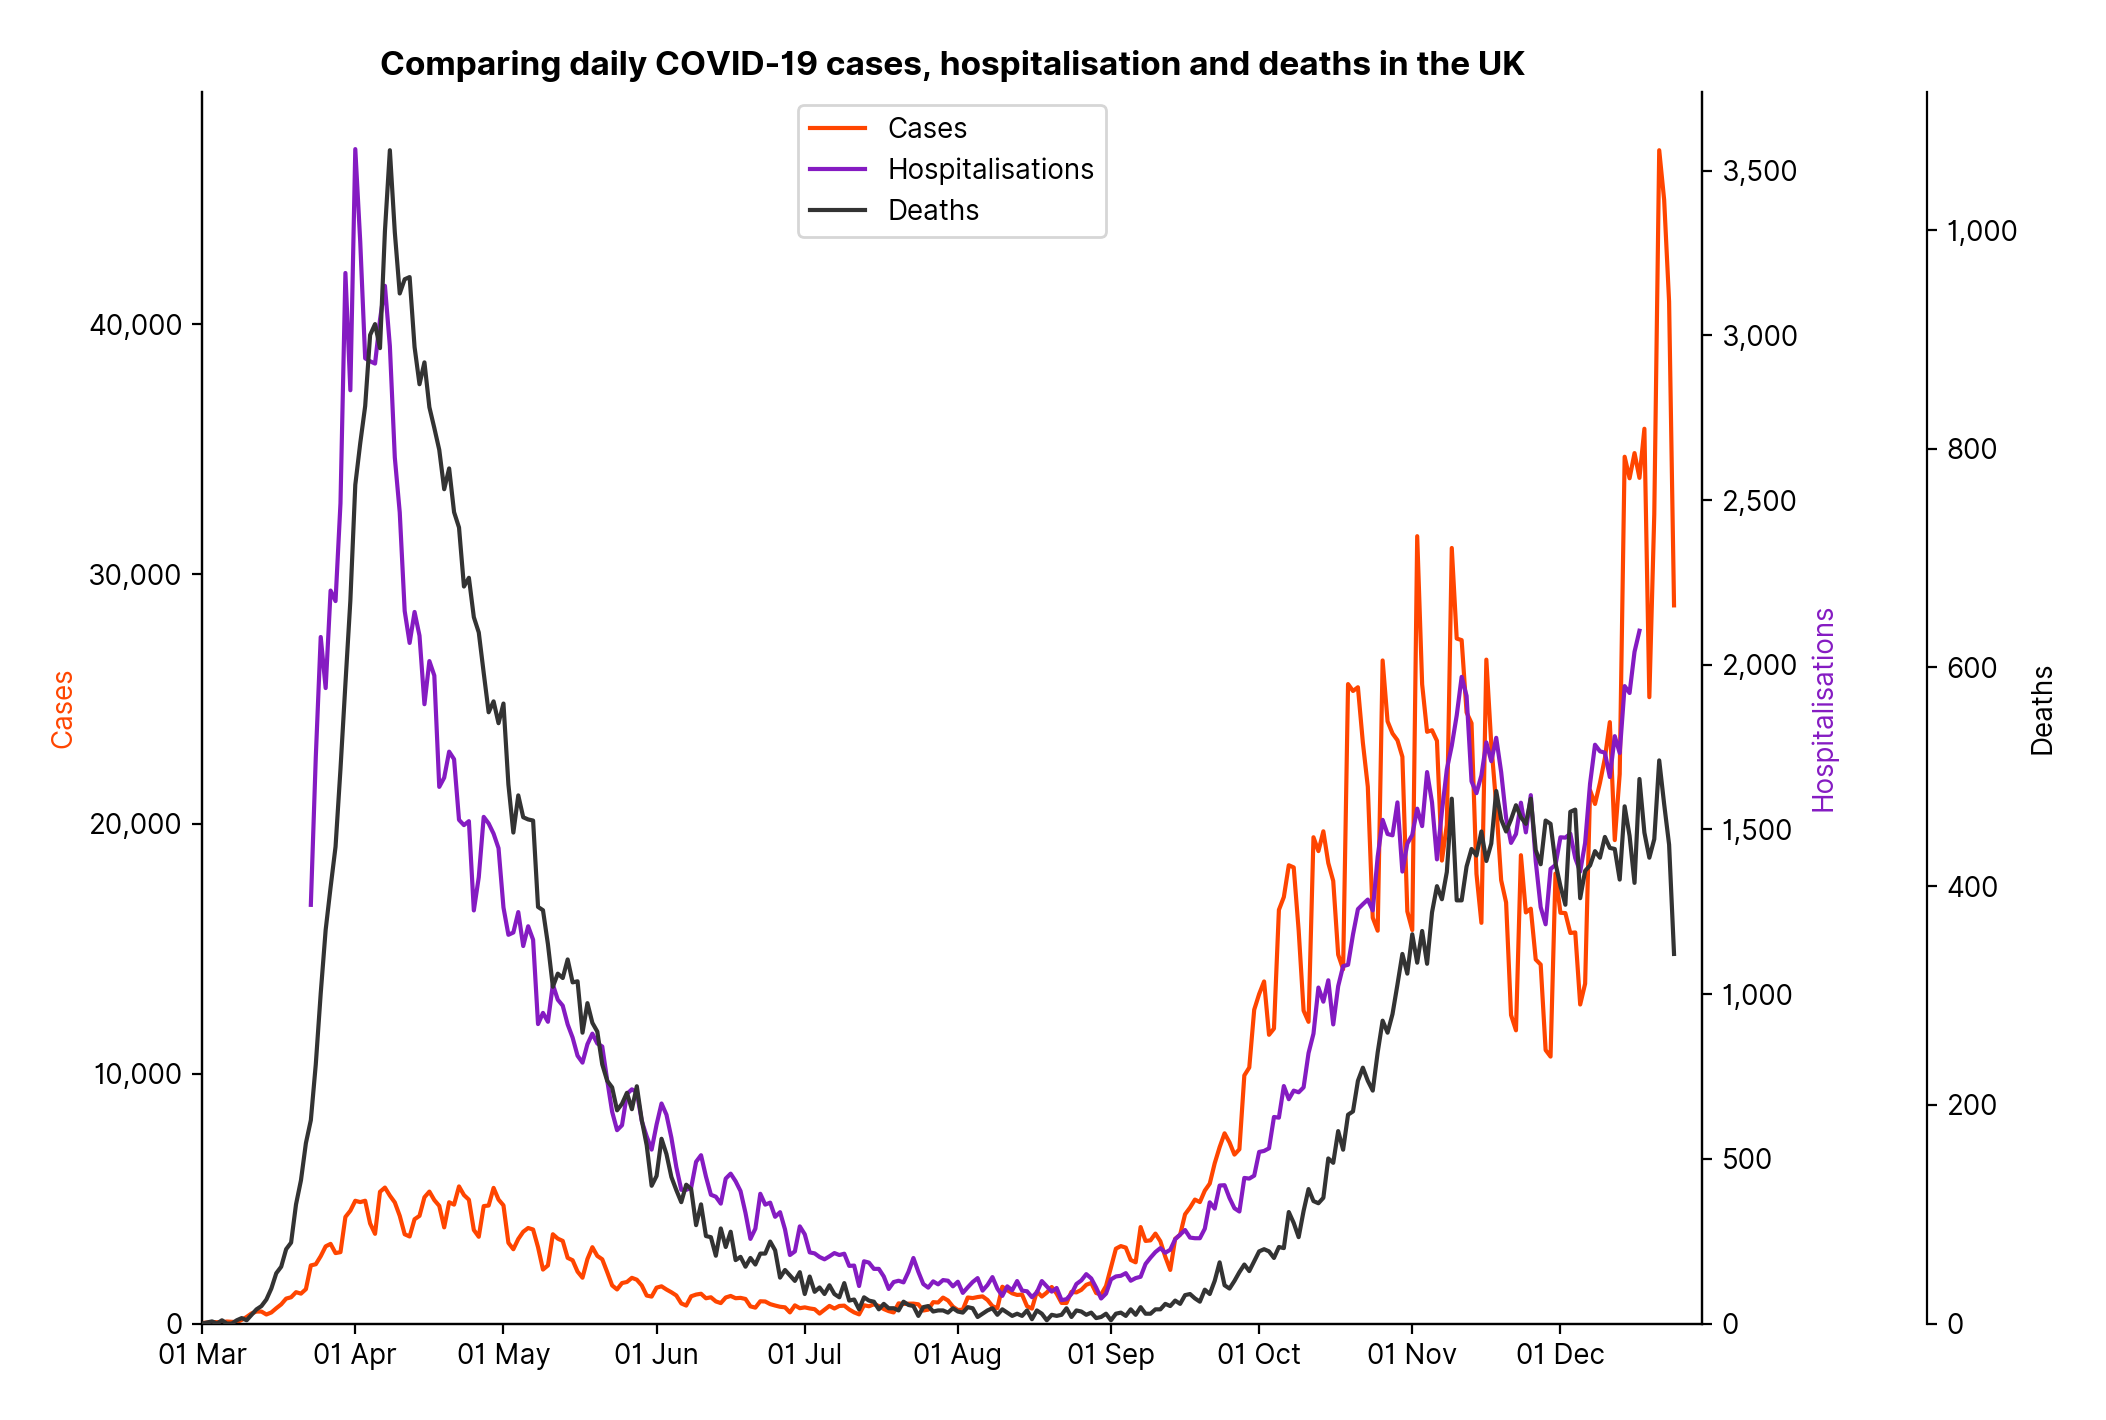 Comparing daily COVID-19 cases, hospitalisation and deaths in the UK
Cases
Hospitalisations
Deaths
40,000
30,000
20,000
10,000
0
Cases
3,500
3,000
2,500
2,000
1,500
1,000
500
0
Hospitalisations
1,000
800
600
400
200
0
Deaths
01 Mar 01 Apr 01 May 01 Jun 01 Jul 01 Aug 01 Sep 01 Oct 01 Nov 01 Dec